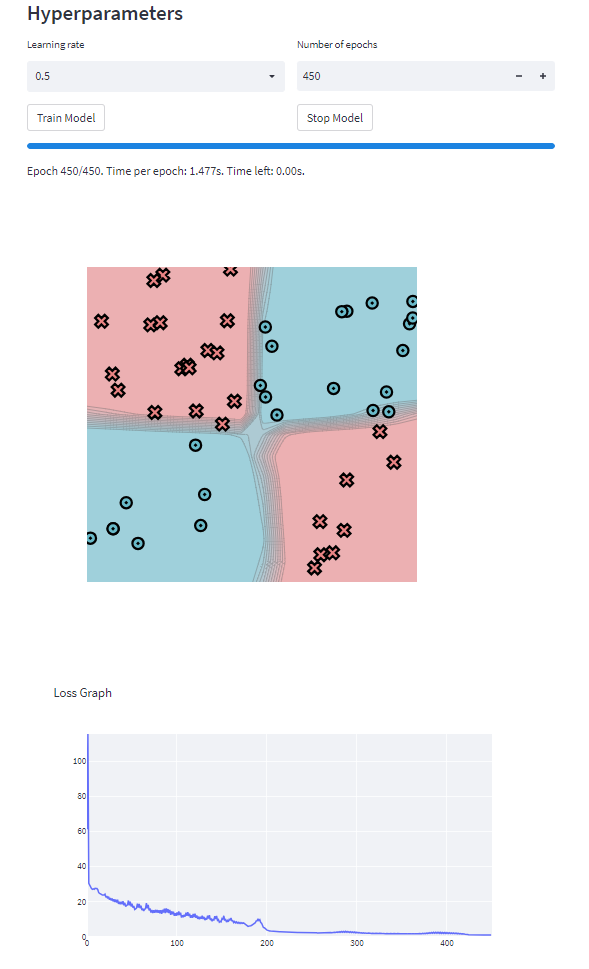 Hyperparameters
Learning rate
Number of epochs
0.5
450
Train Model
Stop Model
Epoch 450/450. Time per epoch: 1.477s. Time left: 0.00s.
Loss Graph
100
80
60
40
20
0
0 100 200 300 400